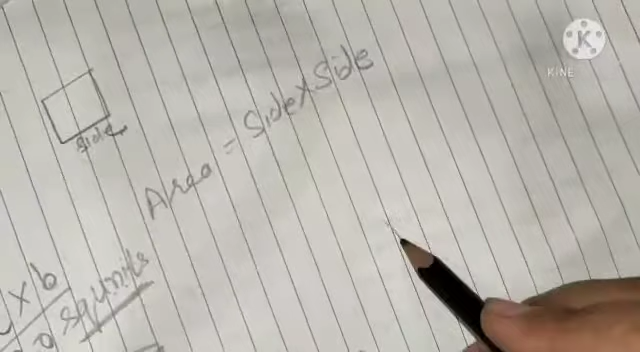 side
Area = Side x Side
x b
sq units
KINE